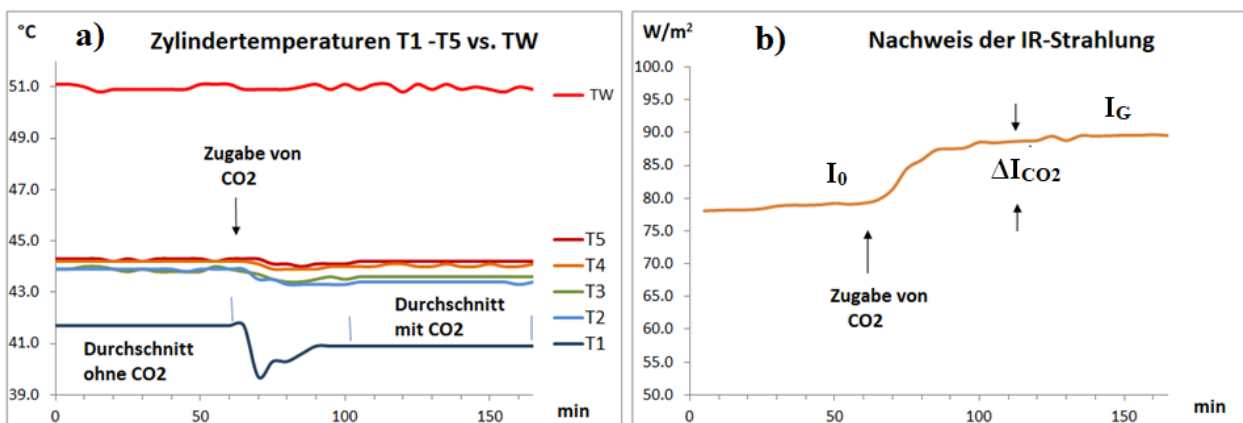 °C
a)
Zylindertemperaturen T1 -T5 vs. TW
51.0
49.0
47.0
45.0
43.0
41.0
39.0
TW
Zugabe von
CO2
T5
T4
T3
T2
T1
Durchschnitt
mit CO2
Durchschnitt
ohne CO2
0
50
100
150
min
W/m²
b)
Nachweis der IR-Strahlung
100.0
95.0
90.0
85.0
80.0
75.0
70.0
65.0
60.0
55.0
50.0
I₀
I_G
ΔI_CO2
Zugabe von
CO2
0
50
100
150
min